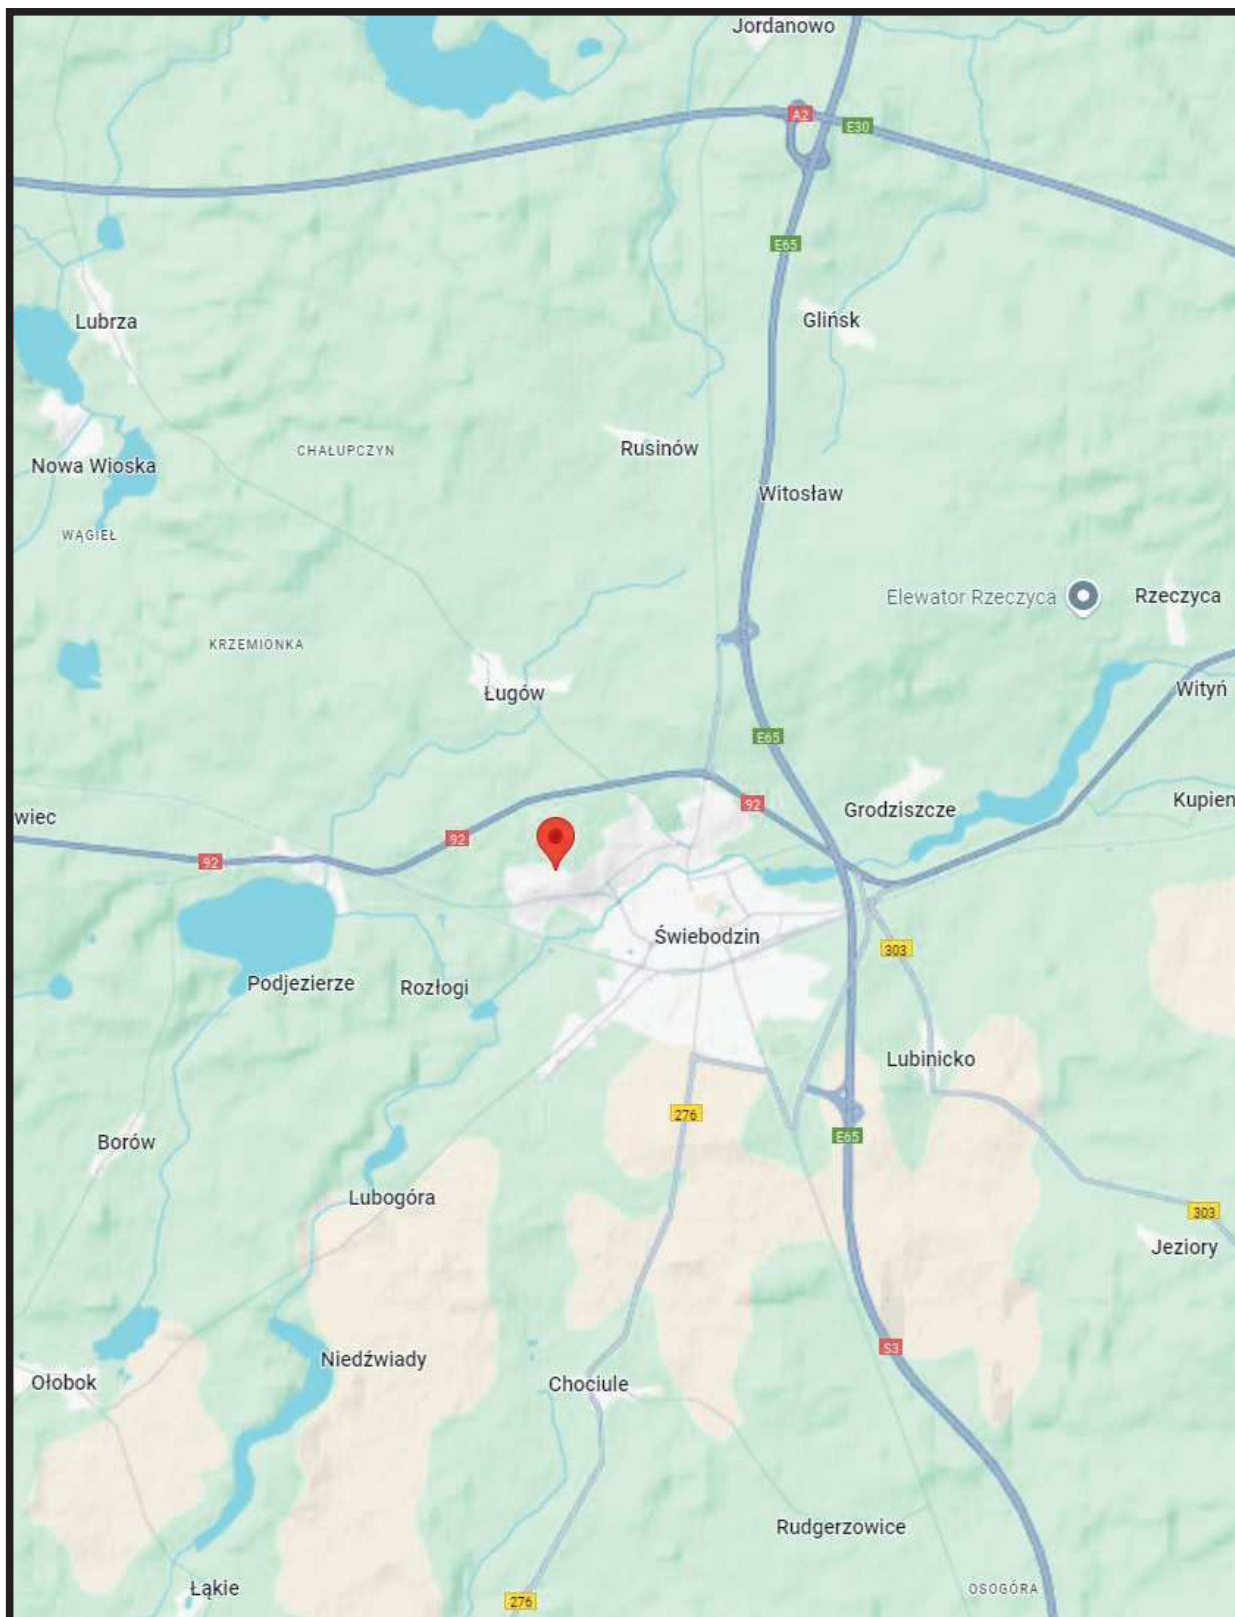 Jordanowo
A2
E30
E65
Glińsk
Lubrza
Rusinów
CHAŁUPCZYN
Nowa Wioska
Witosław
WĄGIEŁ
Elewator Rzeczyca
Rzeczyca
KRZEMIONKA
Ługów
Wityń
E65
92
Grodziszcze
Kupien
wiec
92
92
Świebodzin
303
Podjezierze
Rozłogi
Lubinicko
276
E65
Borów
Lubogóra
303
Jeziory
S3
Niedźwiady
Ołobok
Chociule
Rudgerzowice
Łąkie
276
OSOGÓRA